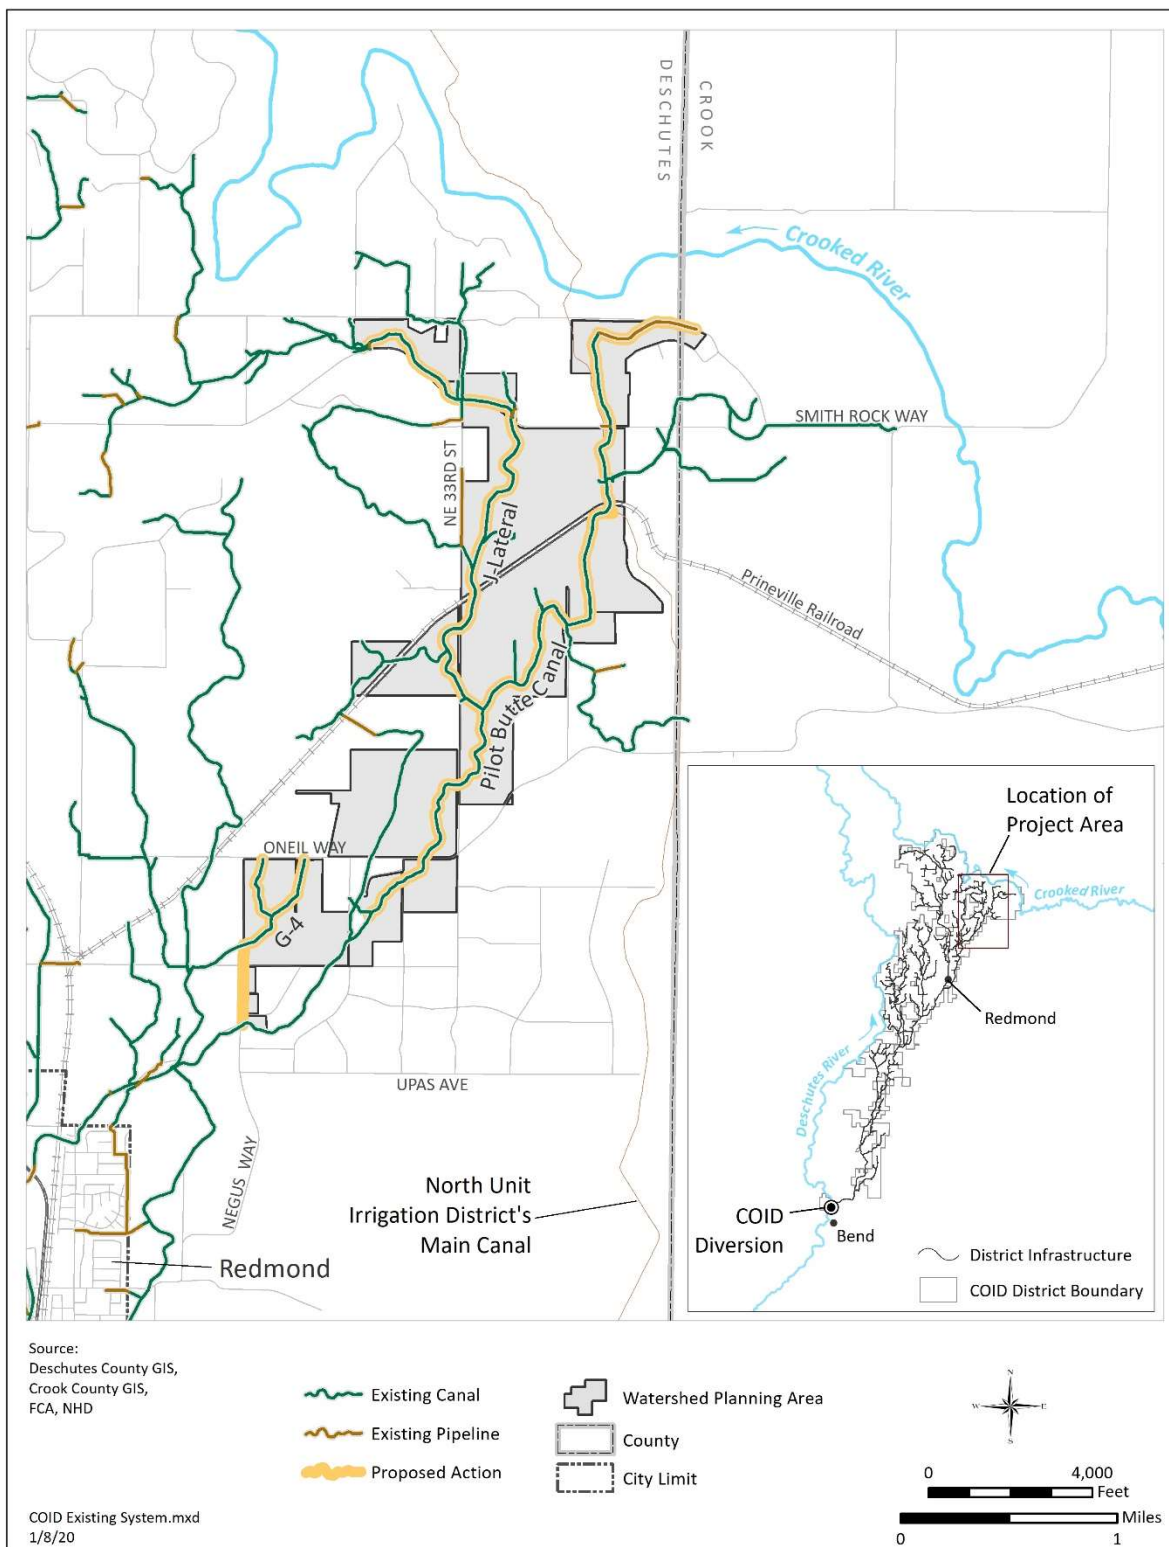 DESCHUTES
CROOK
Crooked River
SMITH ROCK WAY
NE 33RD ST
J-Lateral
Prineville Railroad
Pilot Butte Canal
ONEIL WAY
G-4
UPAS AVE
NEGUS WAY
North Unit
Irrigation District's
Main Canal
Redmond
Location of
Project Area
Crooked River
Redmond
Deschutes River
COID
Diversion
Bend
District Infrastructure
COID District Boundary
Source:
Deschutes County GIS,
Crook County GIS,
FCA, NHD
Existing Canal
Existing Pipeline
Proposed Action
Watershed Planning Area
County
City Limit
N
W
E
S
0 4,000
Feet
Miles
0 1
COID Existing System.mxd
1/8/20